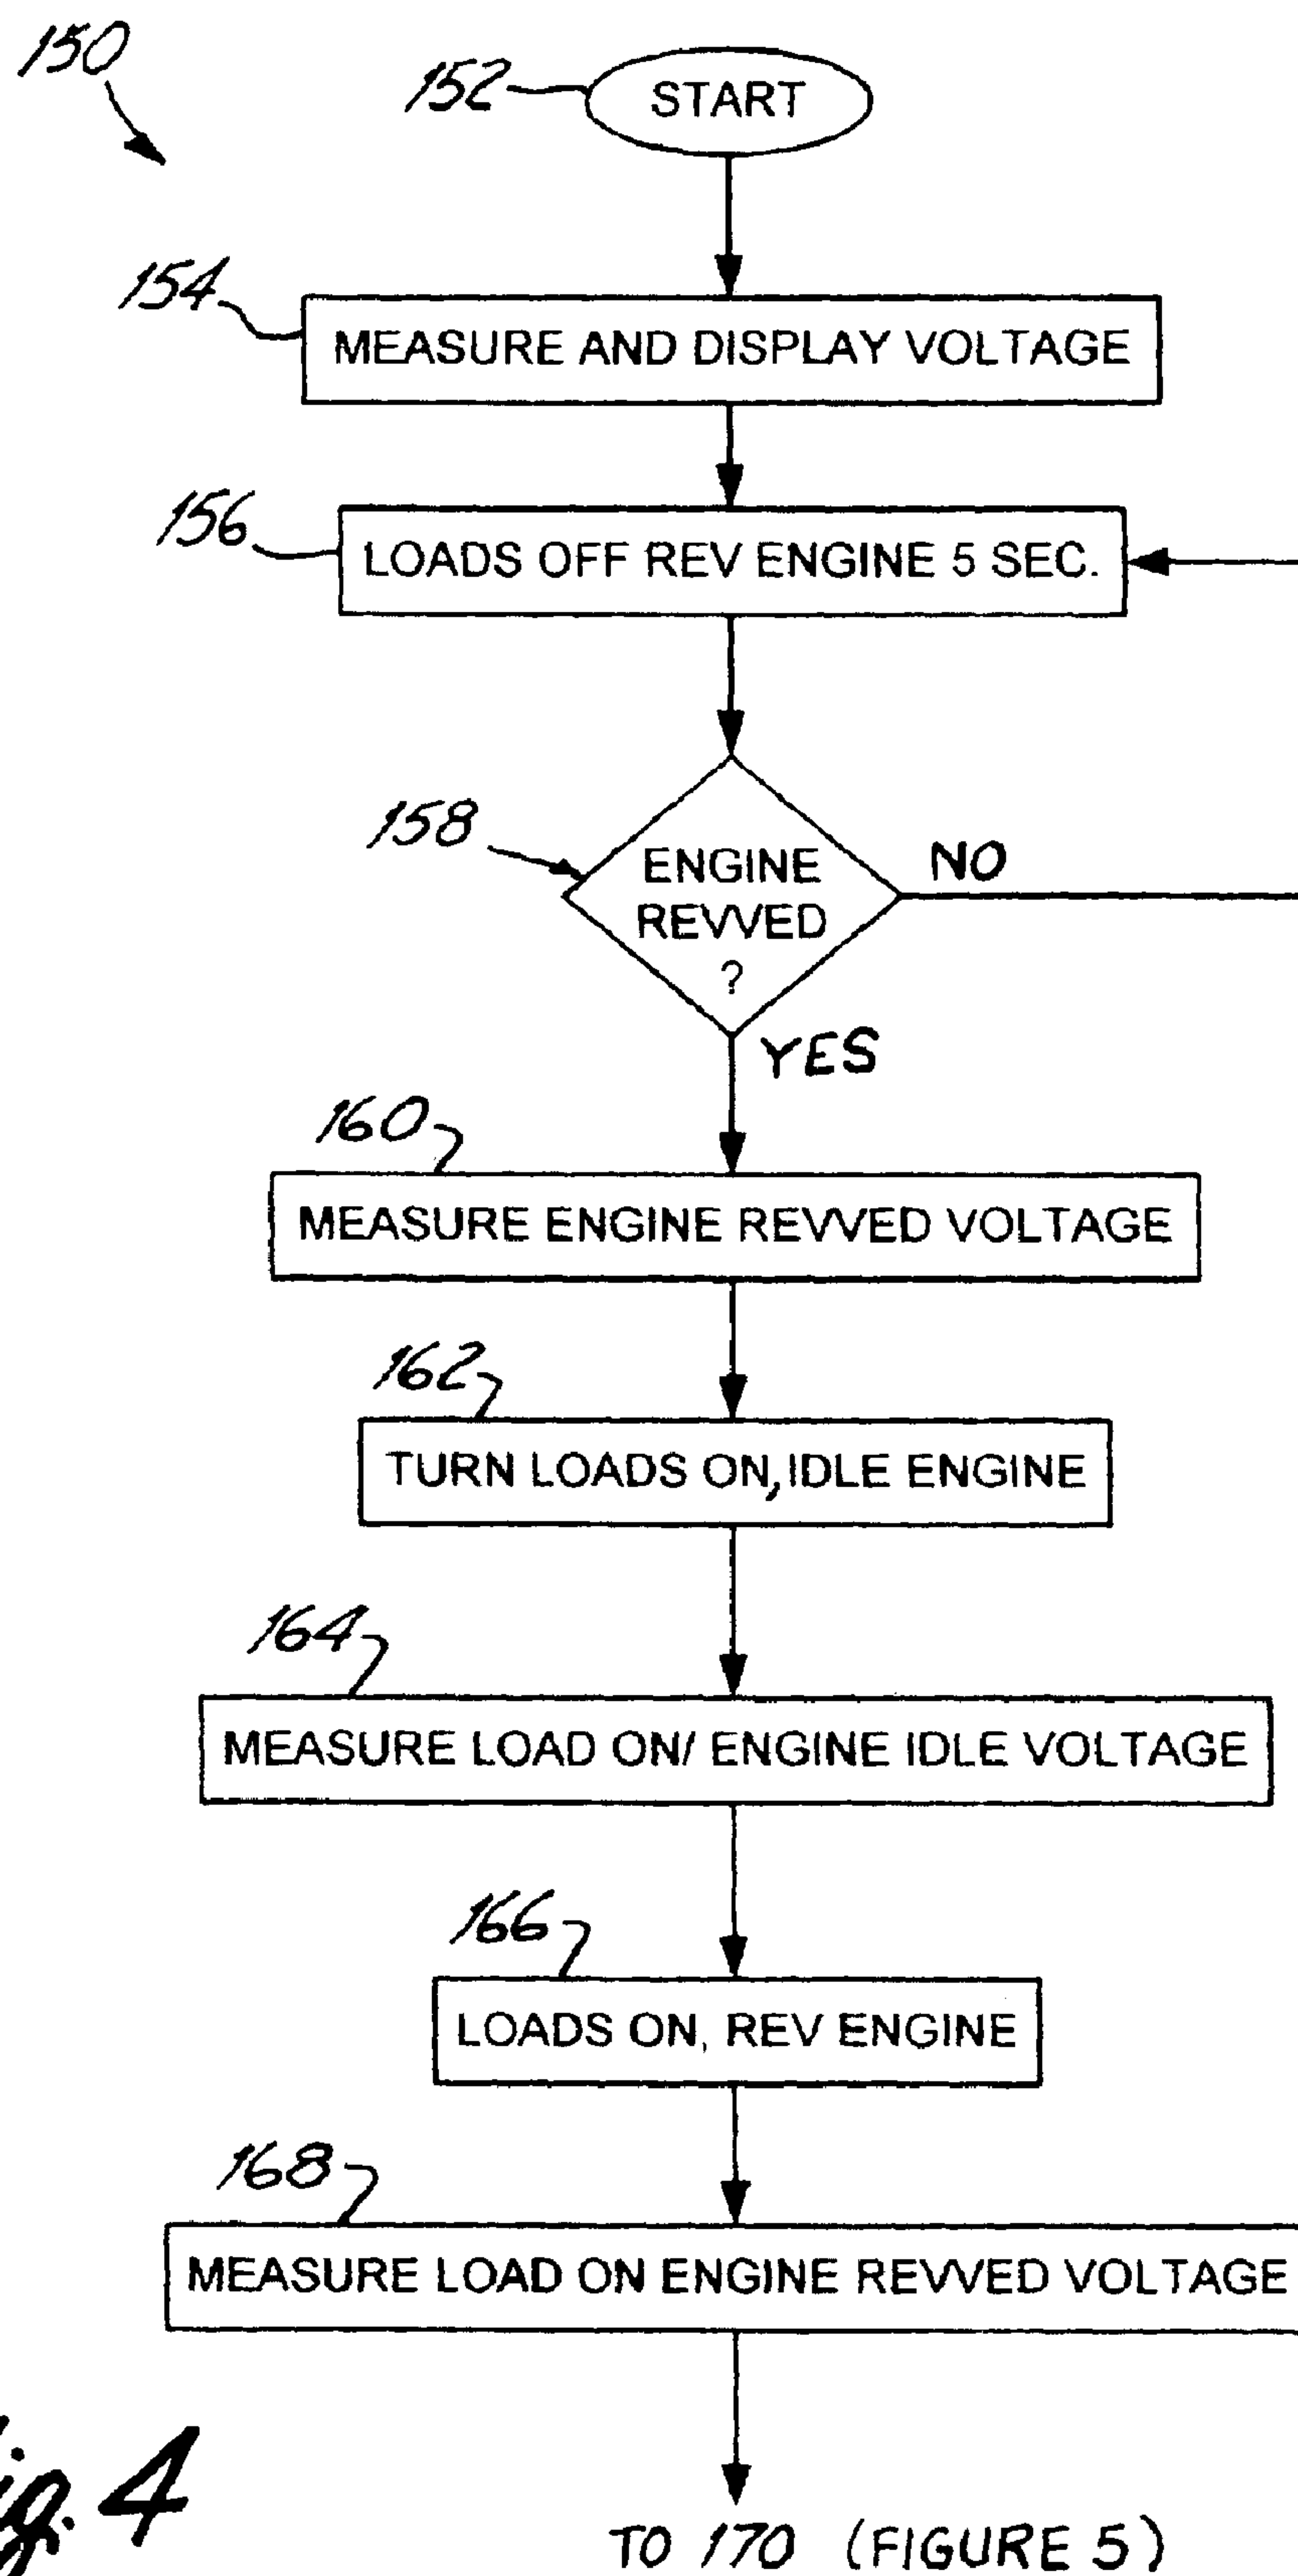 150
152
START
154
MEASURE AND DISPLAY VOLTAGE
156
LOADS OFF REV ENGINE 5 SEC.
158
ENGINE
REVVED
?
NO
YES
160
MEASURE ENGINE REVVED VOLTAGE
162
TURN LOADS ON, IDLE ENGINE
164
MEASURE LOAD ON/ ENGINE IDLE VOLTAGE
166
LOADS ON, REV ENGINE
168
MEASURE LOAD ON ENGINE REVVED VOLTAGE
ig. 4
TO 170 (FIGURE 5)